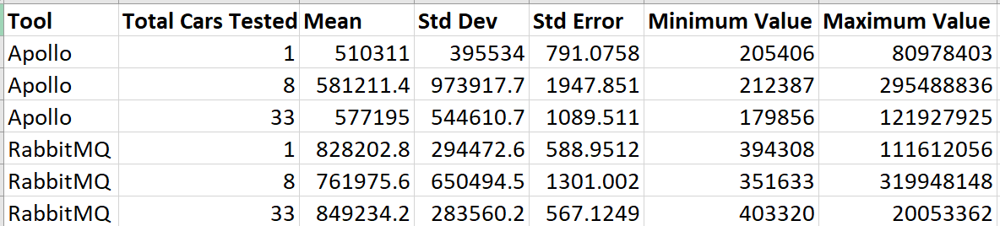 Tool Total Cars Tested Mean Std Dev Std Error Minimum Value Maximum Value
Apollo 1 510311 395534 791.0758 205406 80978403
Apollo 8 581211.4 973917.7 1947.851 212387 295488836
Apollo 33 577195 544610.7 1089.511 179856 121927925
RabbitMQ 1 828202.8 294472.6 588.9512 394308 111612056
RabbitMQ 8 761975.6 650494.5 1301.002 351633 319948148
RabbitMQ 33 849234.2 283560.2 567.1249 403320 20053362